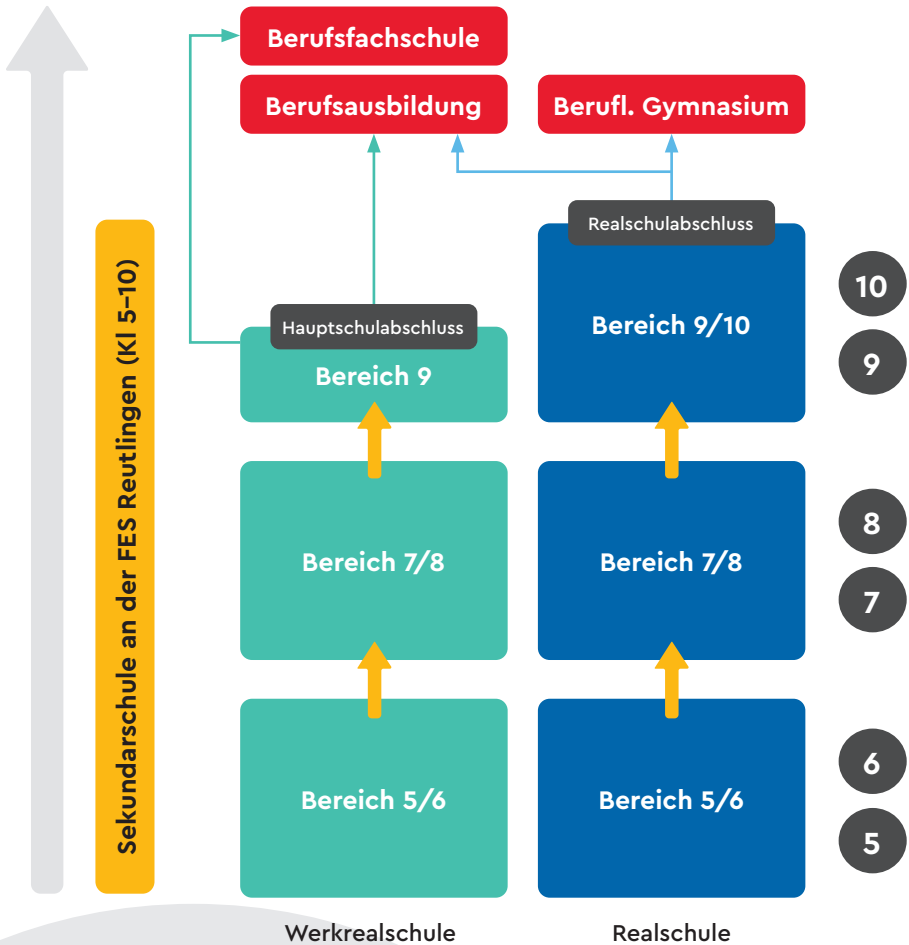 Berufsfachschule
Berufsausbildung
Berufl. Gymnasium
Realschulabschluss
Hauptschulabschluss
Bereich 9
Bereich 9/10
10
9
Bereich 7/8
Bereich 7/8
8
7
Bereich 5/6
Bereich 5/6
6
5
Werkrealschule
Realschule
Sekundarschule an der FES Reutlingen (Kl 5–10)